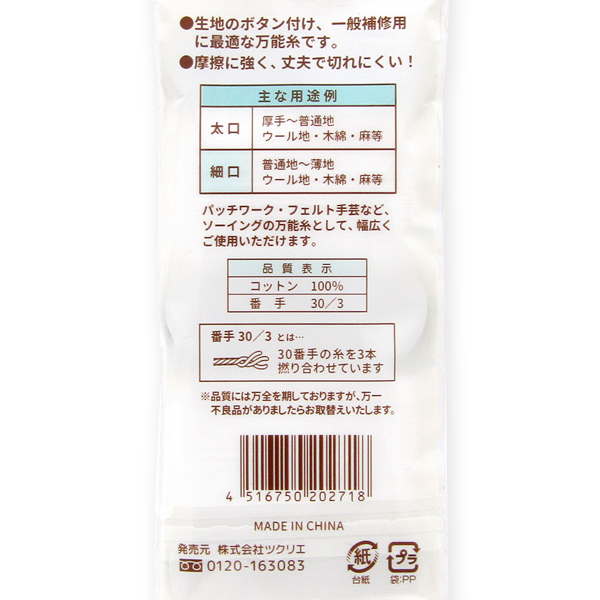 ●生地のボタン付け、一般補修用
に最適な万能糸です。
●摩擦に強く、丈夫で切れにくい！
主な用途例
太口
厚手～普通地
ウール地・木綿・麻等
細口
普通地～薄地
ウール地・木綿・麻等
パッチワーク・フェルト手芸など、
ソーイングの万能糸として、幅広く
ご使用いただけます。
品質表示
コットン 100%
番手 30/3
番手30/3とは…
30番手の糸を3本
撚り合わせています
※品質には万全を期しておりますが、万一
不良品がありましたらお取替えいたします。
4 516750 202718
MADE IN CHINA
発売元 株式会社ツクリエ
0120-163083
紙
台紙
プラ
袋:PP